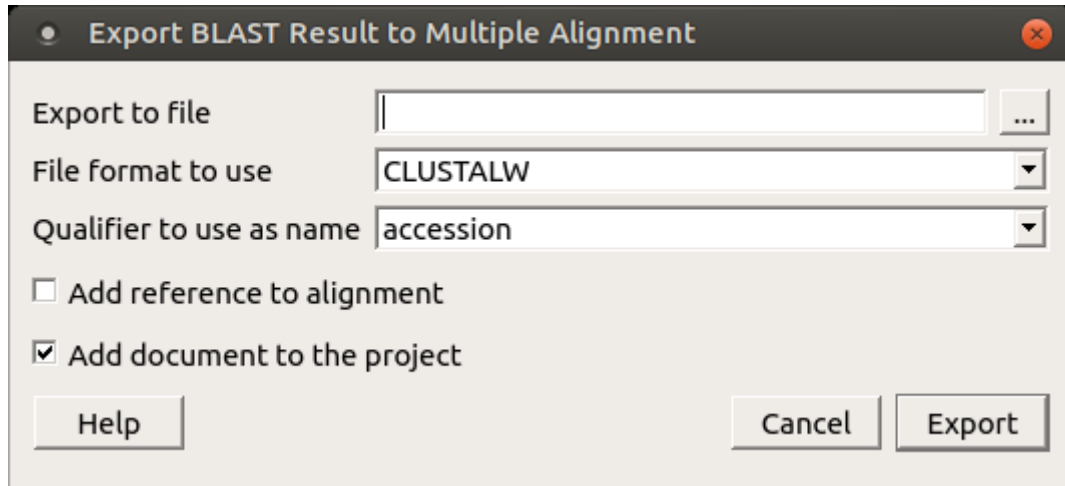 Export BLAST Result to Multiple Alignment
Export to file ...
File format to use CLUSTALW
Qualifier to use as name accession
Add reference to alignment
Add document to the project
Help Cancel Export